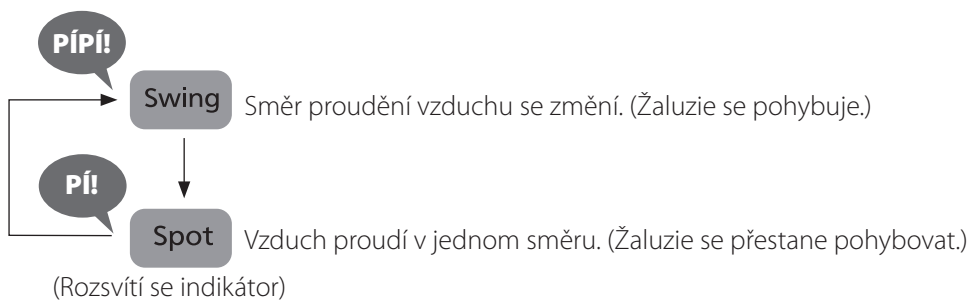 PÍPÍ!
Swing Směr proudění vzduchu se změní. (Žaluzie se pohybuje.)
PÍ!
Spot Vzduch proudí v jednom směru. (Žaluzie se přestane pohybovat.)
(Rozsvítí se indikátor)